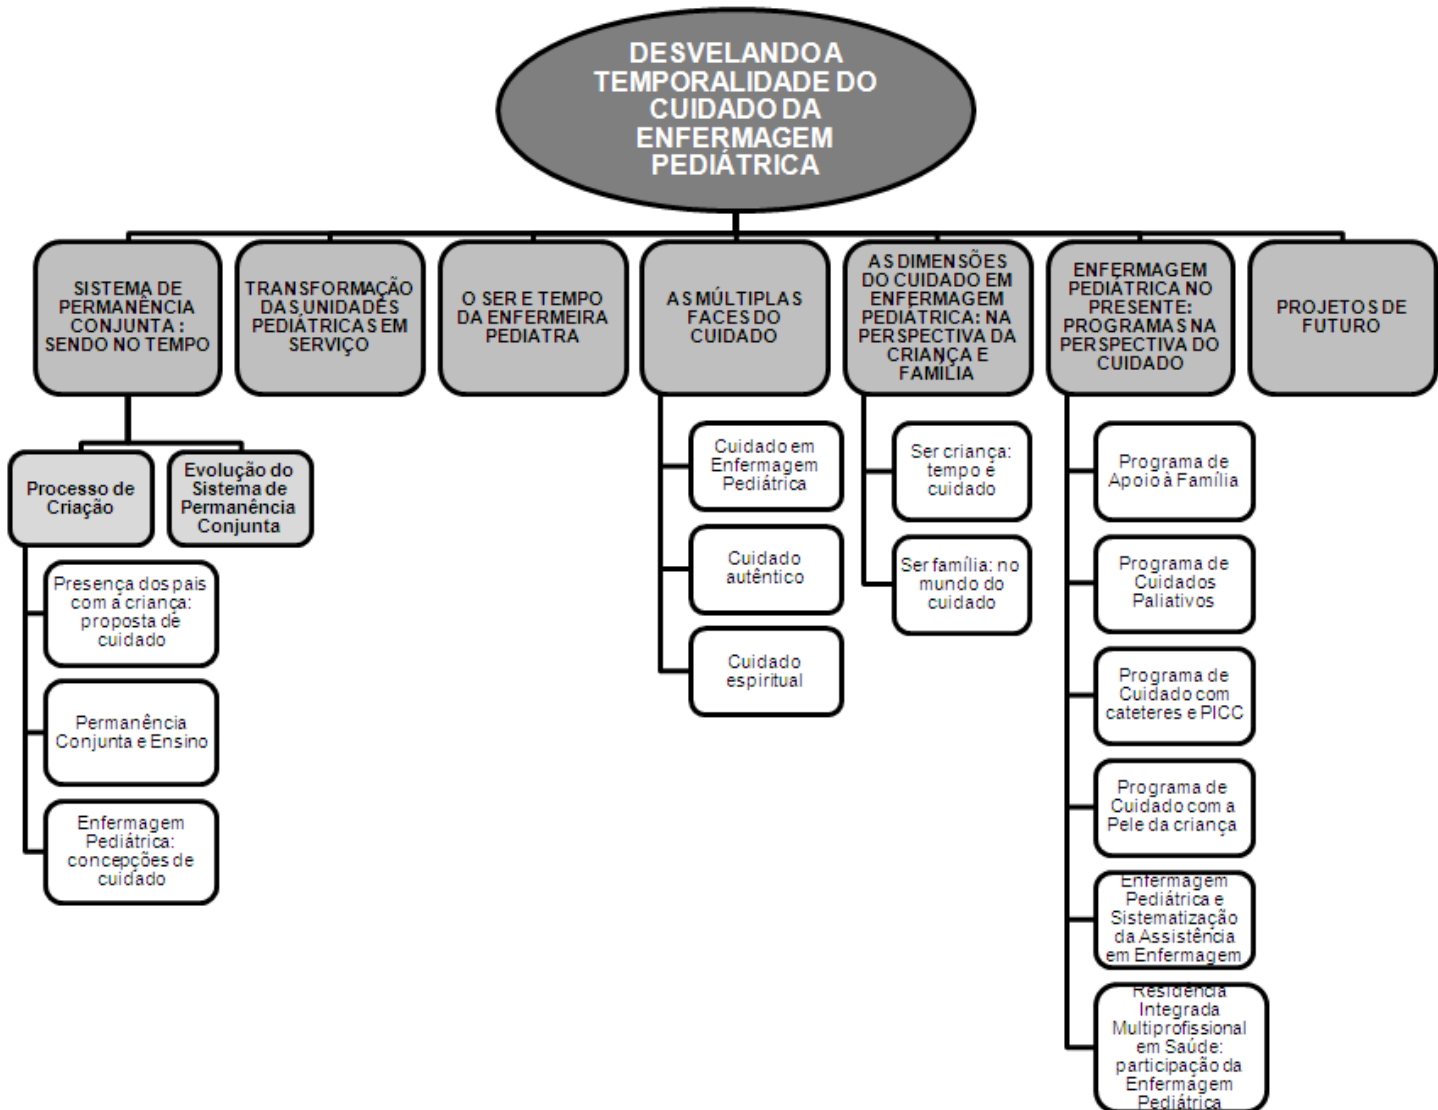 DESVELANDO A
TEMPORALIDADE DO
CUIDADO DA
ENFERMAGEM
PEDIÁTRICA
SISTEMA DE
PERMANÊNCIA
CONJUNTA :
SENDO NO TEMPO
TRANSFORMAÇÃO
DAS UNIDADES
PEDIÁTRICAS EM
SERVIÇO
O SER E TEMPO
DA ENFERMEIRA
PEDIATRA
AS MÚLTIPLAS
FACES DO
CUIDADO
AS DIMENSÕES
DO CUIDADO EM
ENFERMAGEM
PEDIÁTRICA: NA
PERSPECTIVA DA
CRIANÇA E
FAMÍLIA
ENFERMAGEM
PEDIÁTRICA NO
PRESENTE:
PROGRAMAS NA
PERSPECTIVA DO
CUIDADO
PROJETOS DE
FUTURO
Processo de
Criação
Evolução do
Sistema de
Permanência
Conjunta
Presença dos pais
com a criança:
proposta de
cuidado
Permanência
Conjunta e Ensino
Enfermagem
Pediátrica:
concepções de
cuidado
Cuidado em
Enfermagem
Pediátrica
Cuidado
autêntico
Cuidado
espiritual
Ser criança:
tempo e
cuidado
Ser família: no
mundo do
cuidado
Programa de
Apoio à Família
Programa de
Cuidados
Paliativos
Programa de
Cuidado com
cateteres e PICC
Programa de
Cuidado com a
Pele da criança
Enfermagem
Pediátrica e
Sistematização
da Assistência
em Enfermagem
Residência
Integrada
Multiprofissional
em Saúde:
participação da
Enfermagem
Pediátrica